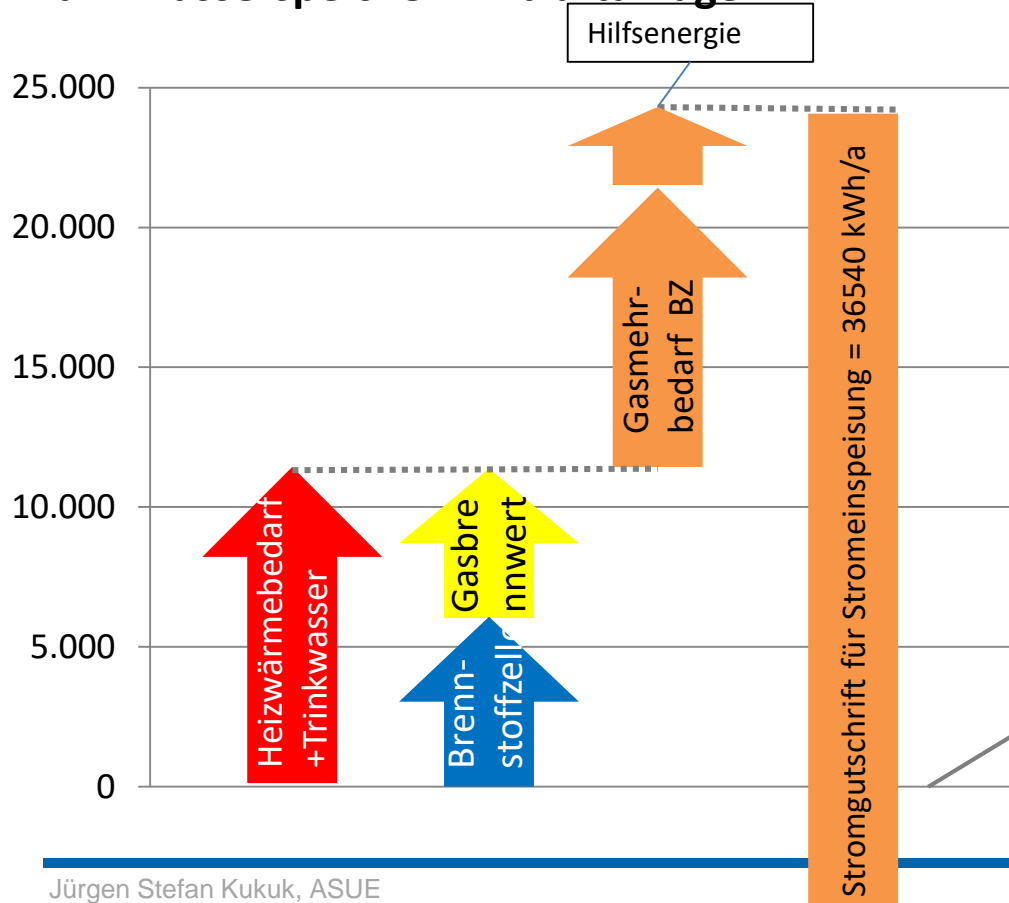 Hilfsenergie
25.000
20.000
15.000
10.000
5.000
0
Heizwärmebedarf
+Trinkwasser
Gasbre
nnwert
Brenn-
stoffzelle
Gasmehr-
bedarf BZ
Stromgutschrift für Stromeinspeisung = 36540 kWh/a
Jürgen Stefan Kukuk, ASUE